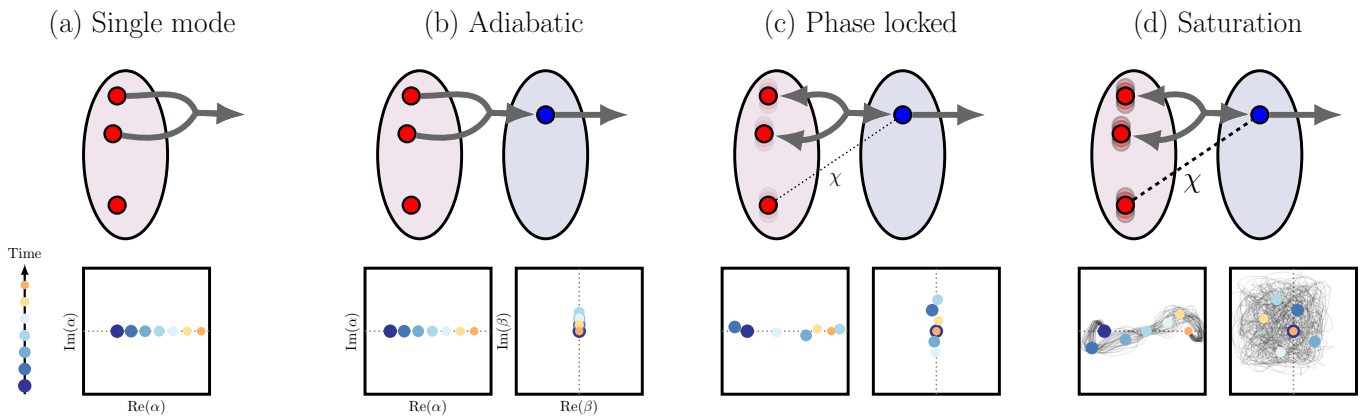 (a) Single mode
(b) Adiabatic
(c) Phase locked
(d) Saturation
χ
χ
Time
Im(α)
Re(α)
Im(α)
Re(α)
Im(β)
Re(β)